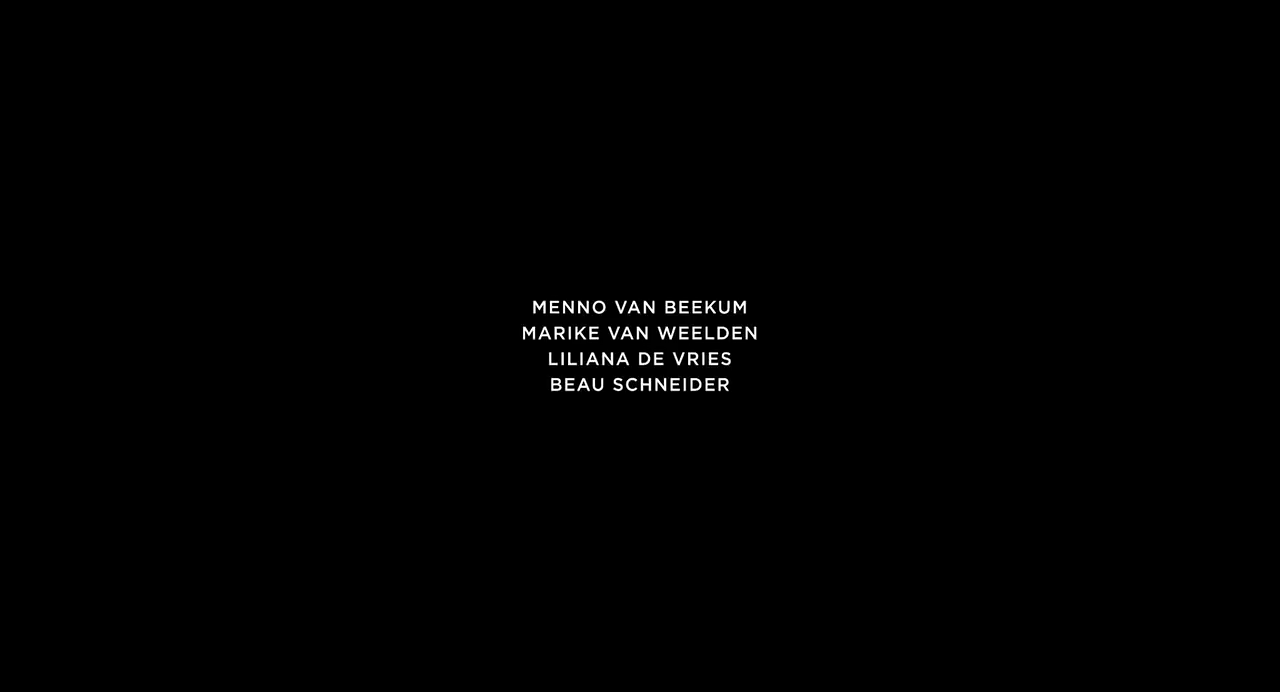 MENNO VAN BEEKUM
MARIKE VAN WEELDEN
LILIANA DE VRIES
BEAU SCHNEIDER